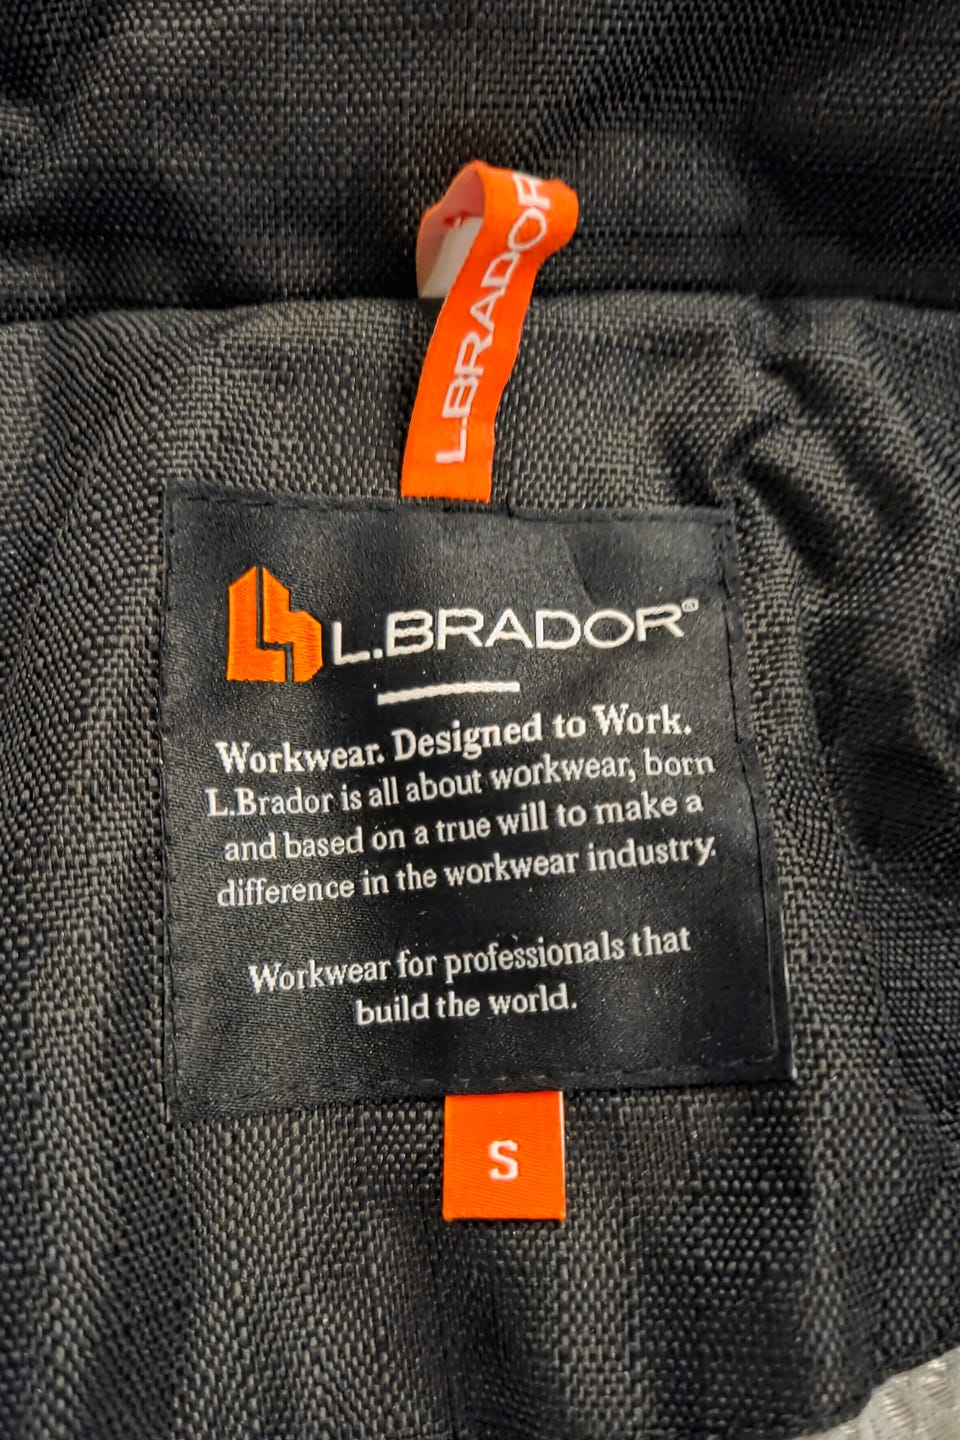 L.BRADOR
L.BRADOR®
Workwear. Designed to Work.
L.Brador is all about workwear, born
and based on a true will to make a
difference in the workwear industry.
Workwear for professionals that
build the world.
S